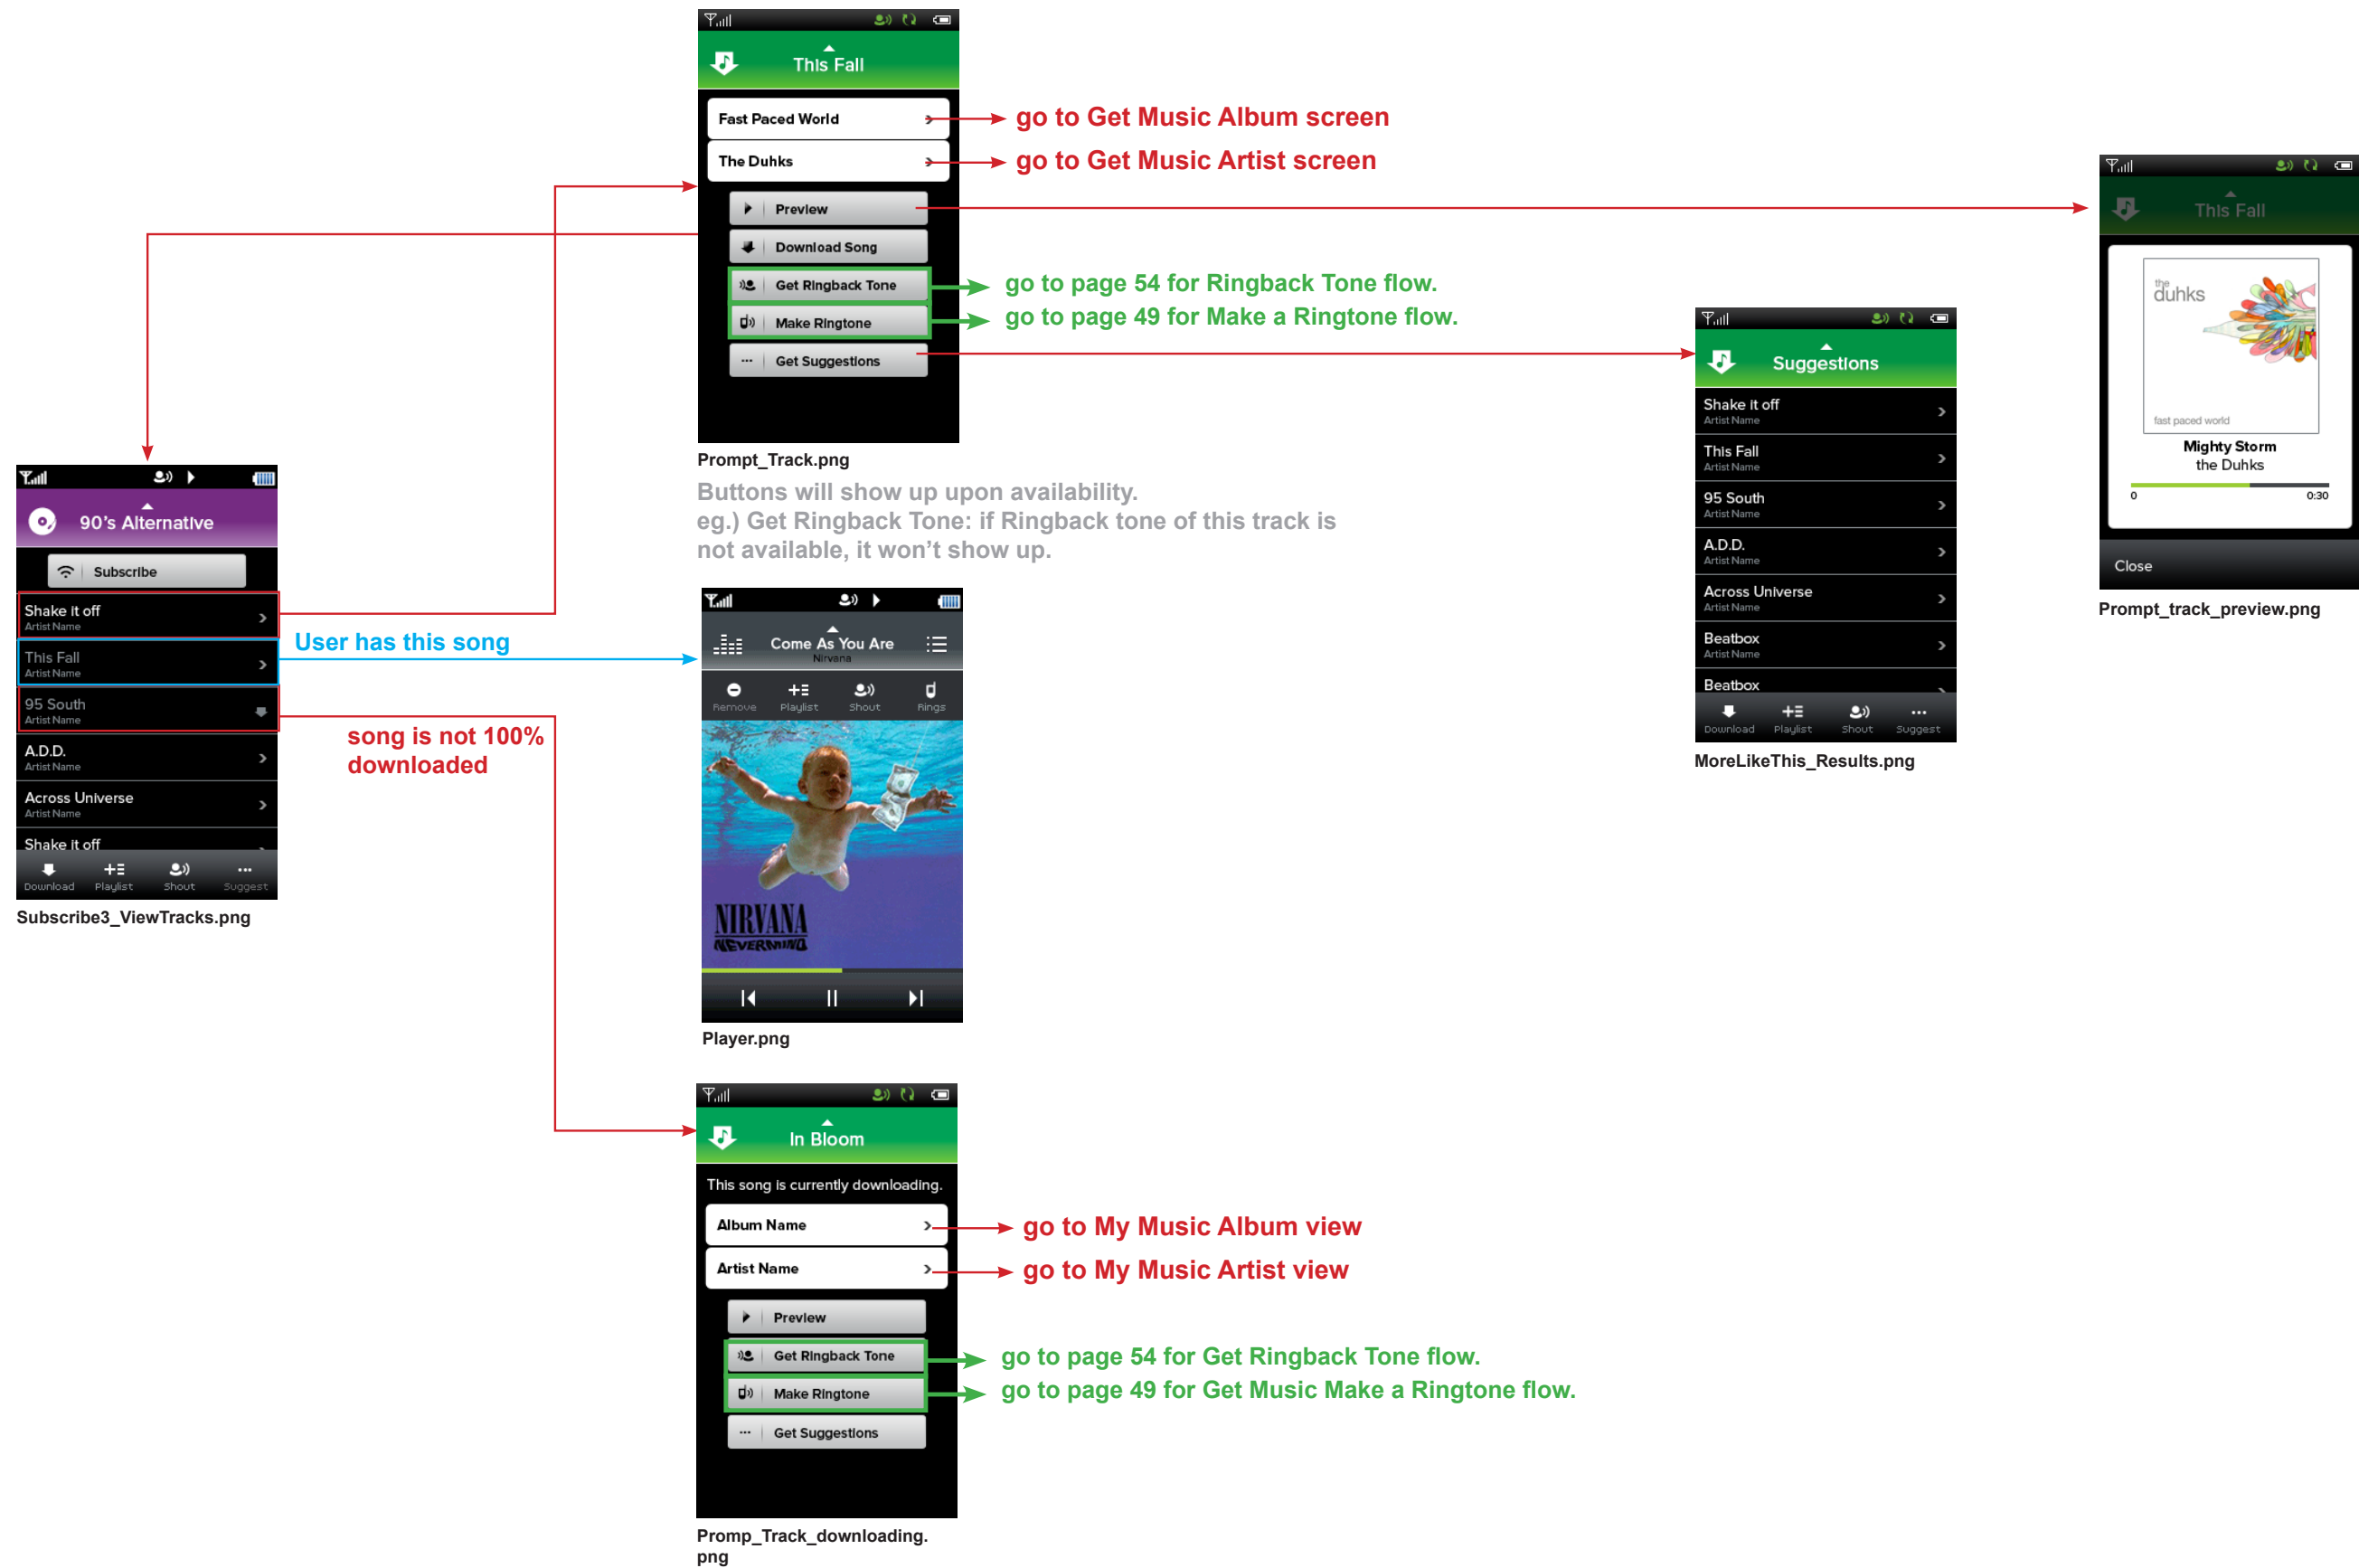 This Fall
Fast Paced World
The Duhks
Preview
Download Song
Get Ringback Tone
Make Ringtone
Get Suggestions
go to Get Music Album screen
go to Get Music Artist screen
go to page 54 for Ringback Tone flow.
go to page 49 for Make a Ringtone flow.
Prompt_Track.png
Buttons will show up upon availability.
eg.) Get Ringback Tone: if Ringback tone of this track is
not available, it won't show up.
90's Alternative
Subscribe
Shake it off
Artist Name
This Fall
Artist Name
95 South
Artist Name
A.D.D.
Artist Name
Across Universe
Artist Name
Shake it off
Download Playlist Shout Suggest
Subscribe3_ViewTracks.png
User has this song
song is not 100%
downloaded
Come As You Are
Nirvana
Remove Playlist Shout Rings
NIRVANA
NEVERMIND
Player.png
In Bloom
This song is currently downloading.
Album Name
Artist Name
Preview
Get Ringback Tone
Make Ringtone
Get Suggestions
go to My Music Album view
go to My Music Artist view
go to page 54 for Get Ringback Tone flow.
go to page 49 for Get Music Make a Ringtone flow.
Promp_Track_downloading.
png
Suggestions
Shake it off
Artist Name
This Fall
Artist Name
95 South
Artist Name
A.D.D.
Artist Name
Across Universe
Artist Name
Beatbox
Artist Name
Beatbox
Download Playlist Shout Suggest
MoreLikeThis_Results.png
This Fall
the
duhks
fast paced world
Mighty Storm
the Duhks
0 0:30
Close
Prompt_track_preview.png